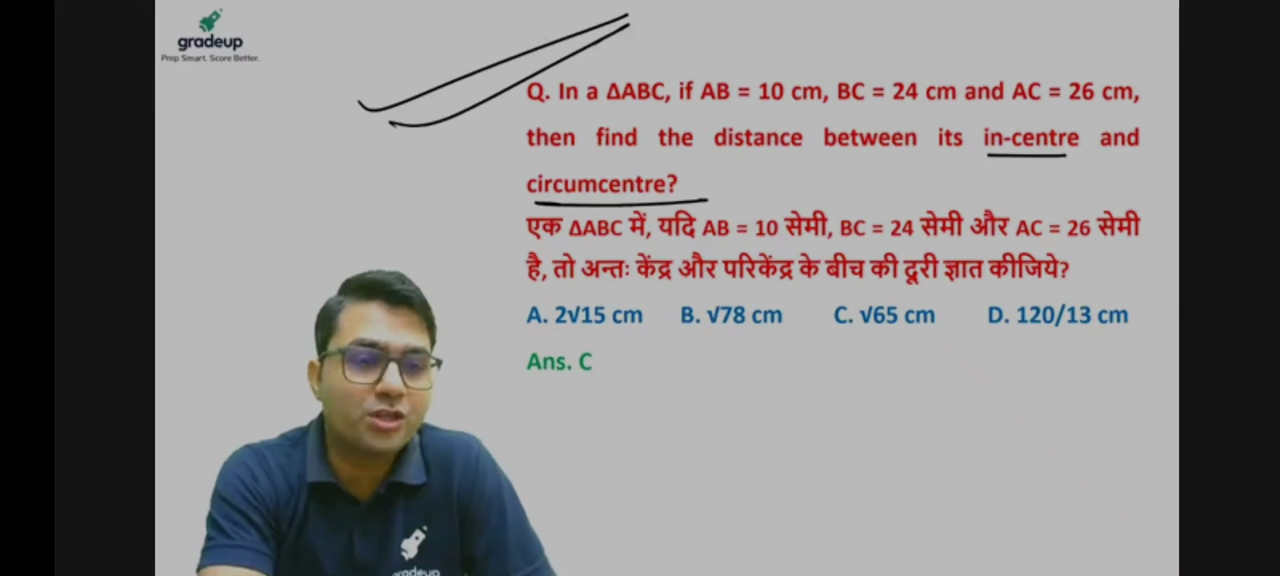 gradeup
Prep Smart. Score Better.
Q. In a ΔABC, if AB = 10 cm, BC = 24 cm and AC = 26 cm,
then find the distance between its in-centre and
circumcentre?
एक ΔABC में, यदि AB = 10 सेमी, BC = 24 सेमी और AC = 26 सेमी
है, तो अन्तः केंद्र और परिकेंद्र के बीच की दूरी ज्ञात कीजिये?
A. 2√15 cm B. √78 cm C. √65 cm D. 120/13 cm
Ans. C
gradeup